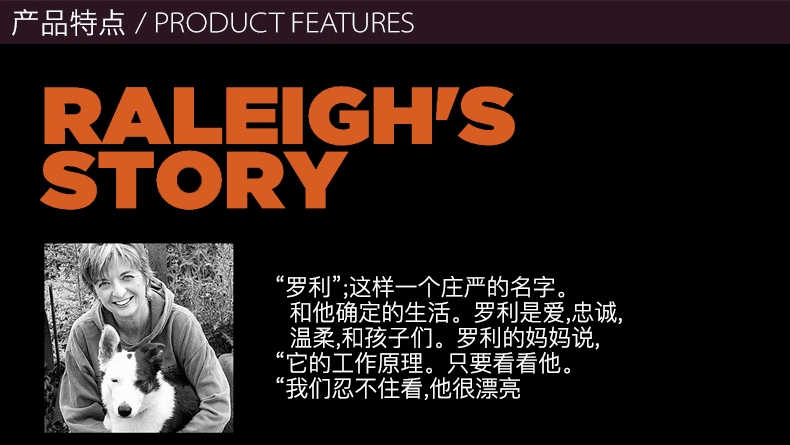 产品特点 / PRODUCT FEATURES
RALEIGH'S
STORY
“罗利”;这样一个庄严的名字。
和他确定的生活。罗利是爱,忠诚,
温柔,和孩子们。罗利的妈妈说,
“它的工作原理。只要看看他。
“我们忍不住看,他很漂亮